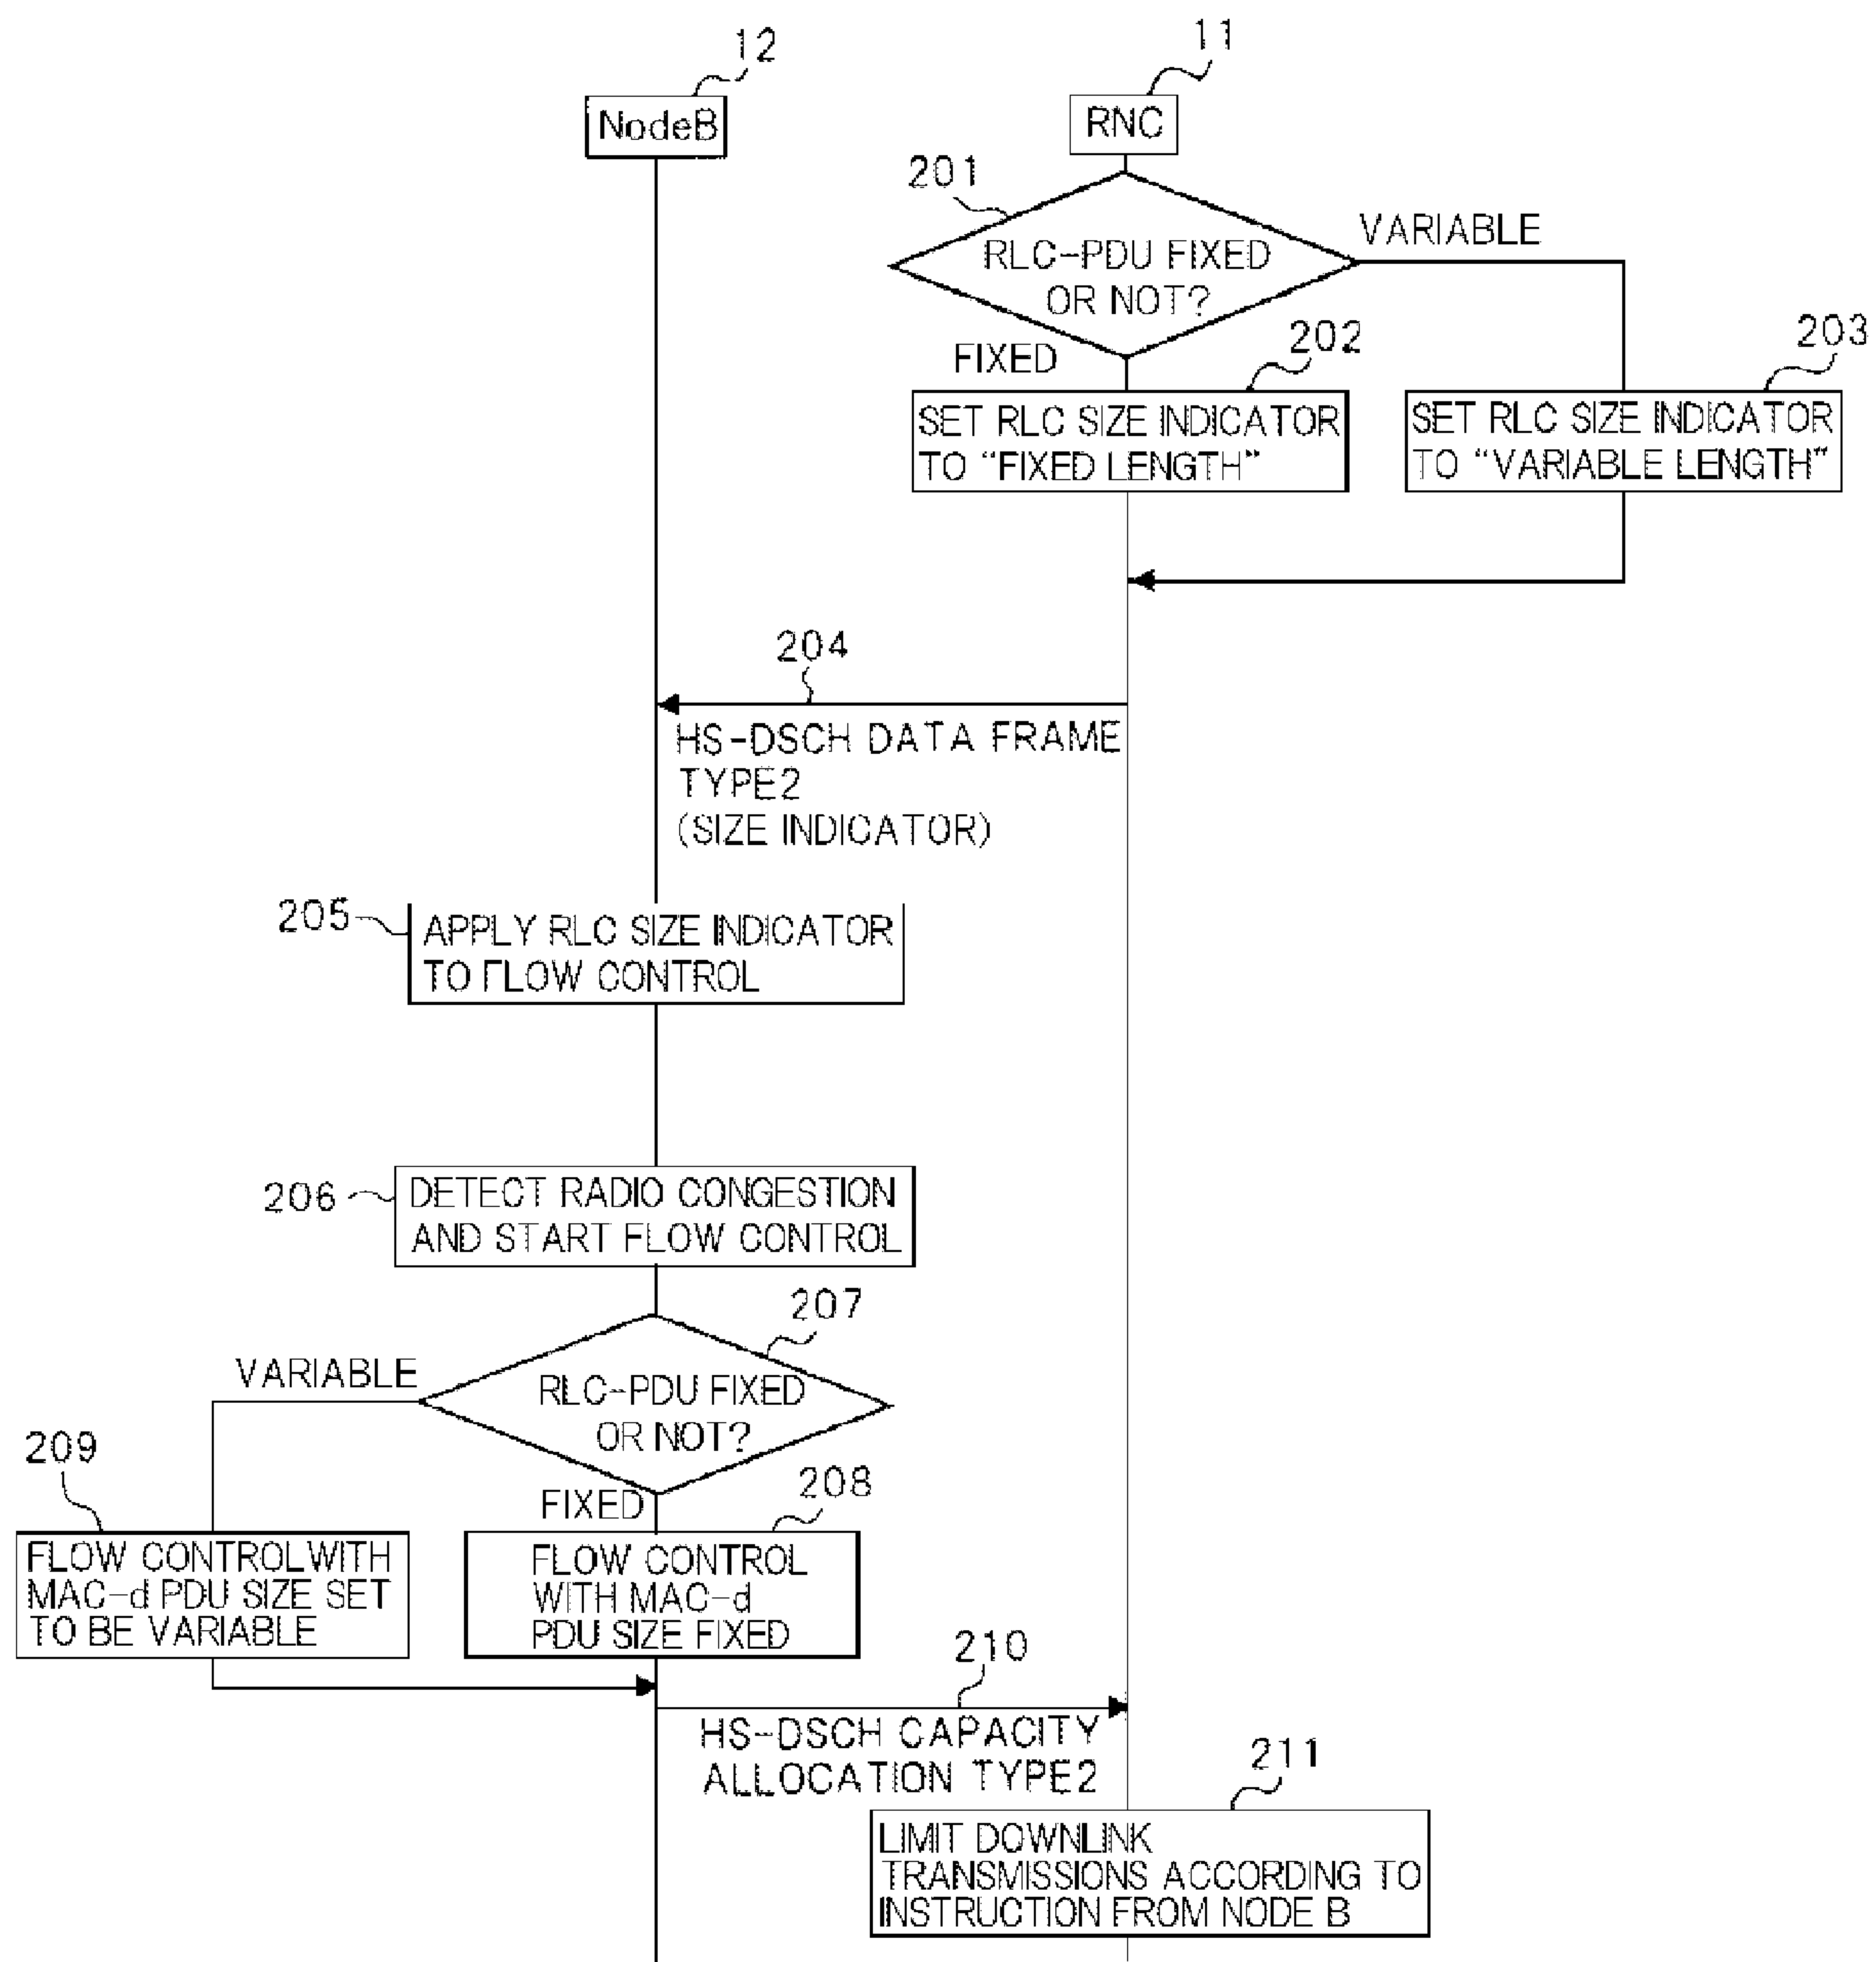 12
11
NodeB
RNC
201
VARIABLE
RLC-PDU FIXED
OR NOT?
FIXED
202
203
SET RLC SIZE INDICATOR
TO “FIXED LENGTH”
SET RLC SIZE INDICATOR
TO “VARIABLE LENGTH”
204
HS-DSCH DATA FRAME
TYPE2
(SIZE INDICATOR)
205
APPLY RLC SIZE INDICATOR
TO FLOW CONTROL
206
DETECT RADIO CONGESTION
AND START FLOW CONTROL
207
VARIABLE
RLC-PDU FIXED
OR NOT?
209
FIXED
208
FLOW CONTROL WITH
MAC-d PDU SIZE SET
TO BE VARIABLE
FLOW CONTROL
WITH MAC-d
PDU SIZE FIXED
210
HS-DSCH CAPACITY
ALLOCATION TYPE2
211
LIMIT DOWNLINK
TRANSMISSIONS ACCORDING TO
INSTRUCTION FROM NODE B